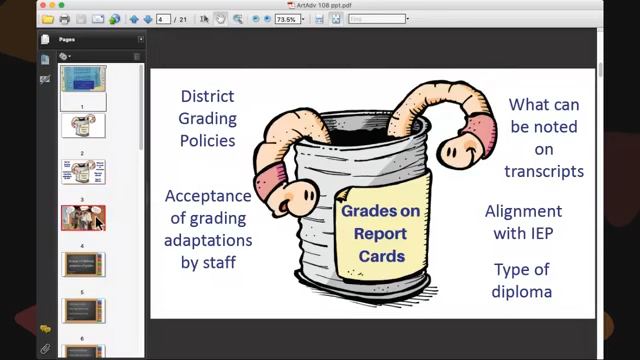 ArtAdv 108 ppt.pdf
4 / 21
73.5%
Find
Pages
1
2
3
4
5
6
District
Grading
Policies
Acceptance
of grading
adaptations
by staff
Grades on
Report
Cards
What can
be noted
on
transcripts
Alignment
with IEP
Type of
diploma